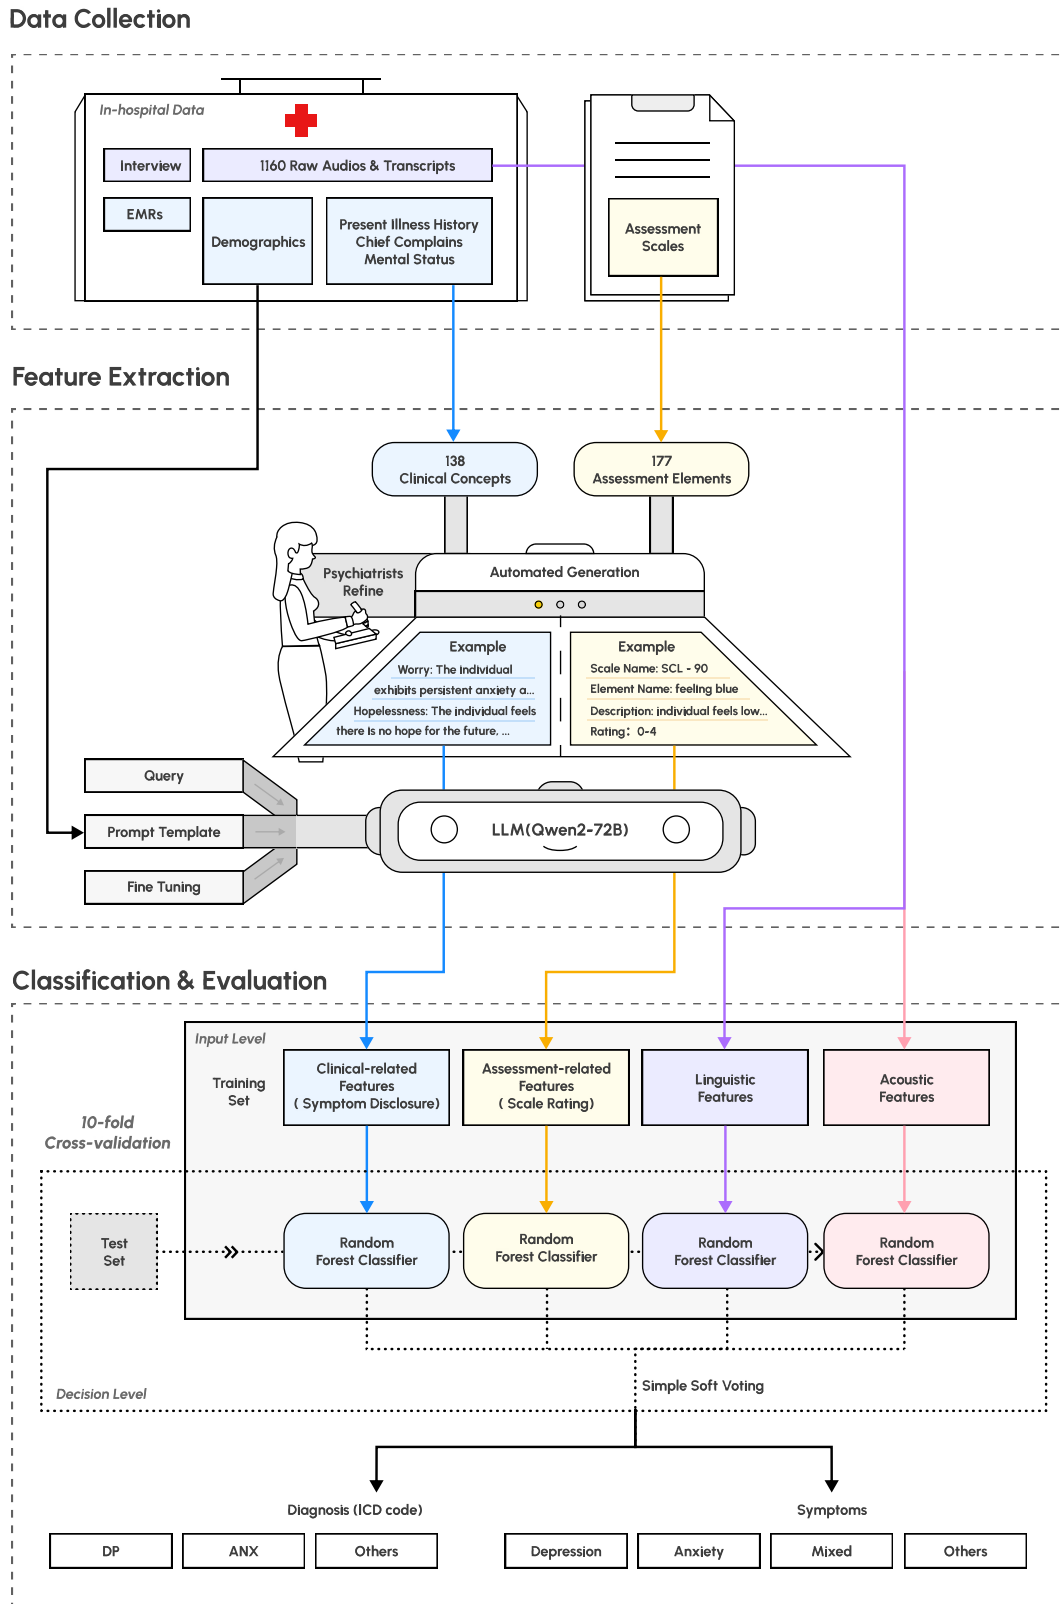 Data Collection
In-hospital Data
Interview
1160 Raw Audios & Transcripts
EMRs
Demographics
Present Illness History
Chief Complains
Mental Status
Assessment
Scales
Feature Extraction
138
Clinical Concepts
177
Assessment Elements
Psychiatrists
Refine
Automated Generation
Example
Worry: The individual
exhibits persistent anxiety a...
Hopelessness: The individual feels
there is no hope for the future, ...
Example
Scale Name: SCL - 90
Element Name: feeling blue
Description: individual feels low...
Rating: 0-4
Query
Prompt Template
Fine Tuning
LLM(Qwen2-72B)
Classification & Evaluation
Input Level
Training
Set
Clinical-related
Features
( Symptom Disclosure)
Assessment-related
Features
( Scale Rating)
Linguistic
Features
Acoustic
Features
10-fold
Cross-validation
Test
Set
Random
Forest Classifier
Random
Forest Classifier
Random
Forest Classifier
Random
Forest Classifier
Simple Soft Voting
Decision Level
Diagnosis (ICD code)
Symptoms
DP
ANX
Others
Depression
Anxiety
Mixed
Others